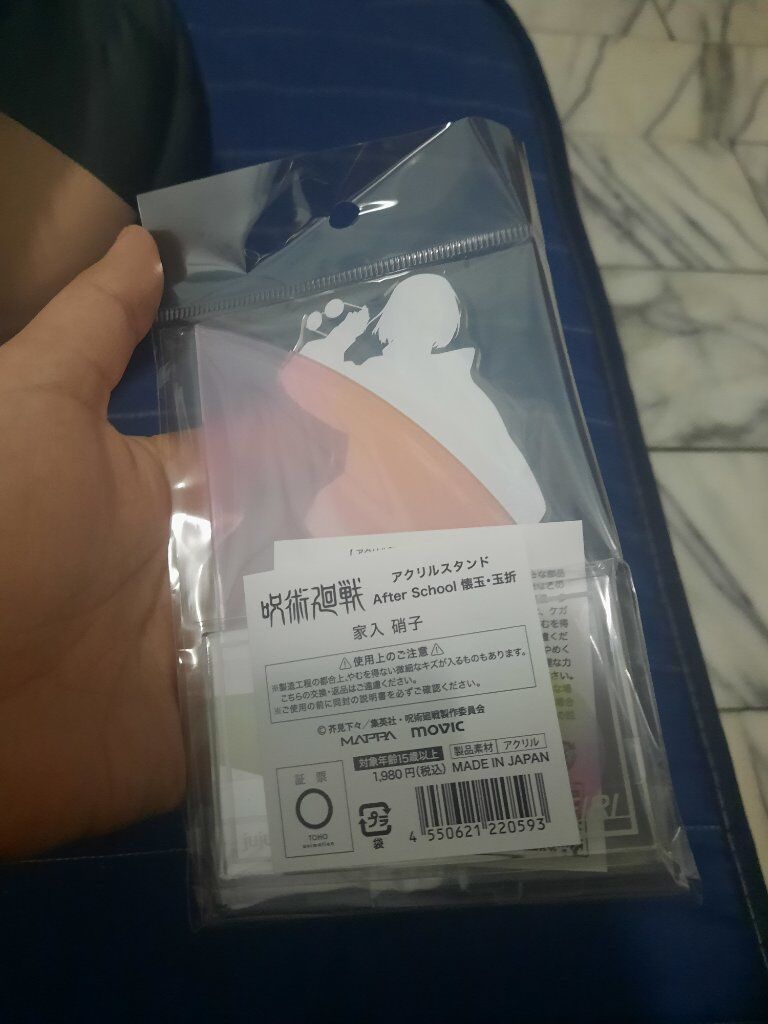 アクリルスタンド
呪術廻戦 After School 懐玉・玉折
家入 硝子
⚠使用上のご注意⚠
※製造工程の都合上、やむを得ない微細なキズが入るものもあります。
こちらの交換・返品はご遠慮ください。
※ご使用の前に同封の説明書を必ずご確認ください。
© 芥見下々／集英社・呪術廻戦製作委員会
MAPPA movic
対象年齢15歳以上 製品素材 アクリル
1,980円(税込) MADE IN JAPAN
証票
TOHO
animation
プラ
袋
4 550621 220593